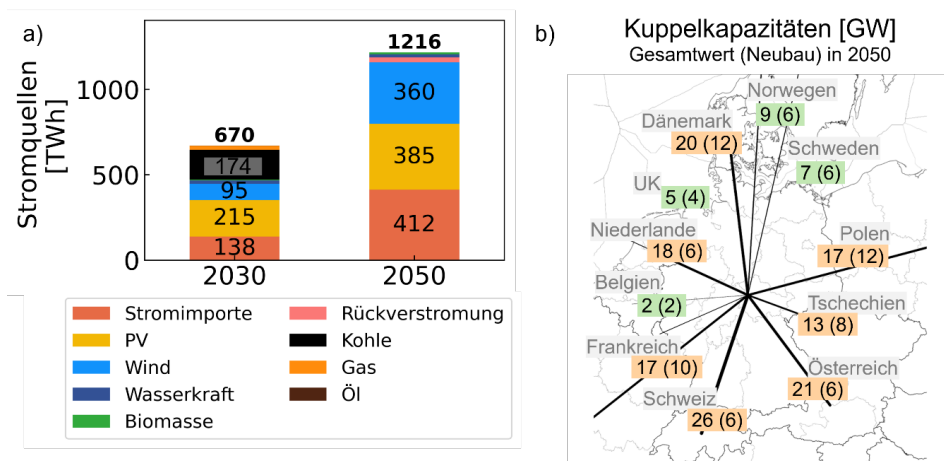 a)
Stromquellen
[TWh]
1000
500
0
670
174
95
215
138
2030
1216
360
385
412
2050
Stromimporte
PV
Wind
Wasserkraft
Biomasse
Rückverstromung
Kohle
Gas
Öl
b)
Kuppelkapazitäten [GW]
Gesamtwert (Neubau) in 2050
Norwegen
9 (6)
Dänemark
20 (12)
Schweden
7 (6)
UK
5 (4)
Niederlande
18 (6)
Polen
17 (12)
Belgien
2 (2)
Tschechien
13 (8)
Frankreich
17 (10)
Österreich
21 (6)
Schweiz
26 (6)